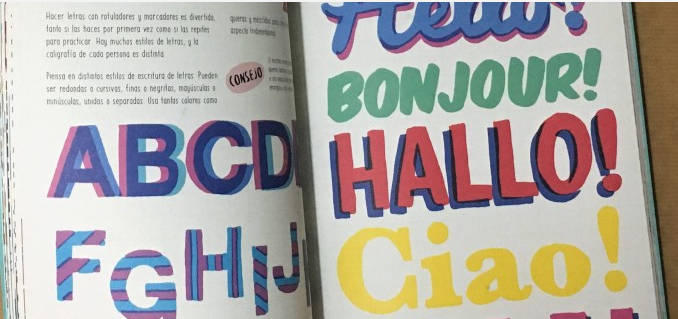 Hacer letras con rotuladores y marcadores es divertido,
tanto si las haces por primera vez como si las repites
para practicar. Hay muchos estilos de letras, y la
caligrafía de cada persona es distinta.
Piensa en distintos estilos de escritura de letras. Pueden
ser redondas o cursivas, finas o negritas, mayúsculas o
minúsculas, unidas o separadas. Usa tantos colores como
quieras y
aspecto tridimensional.
CONSEJO
ABCD
FGHIJ
Hello!
BONJOUR!
HALLO!
Ciao!